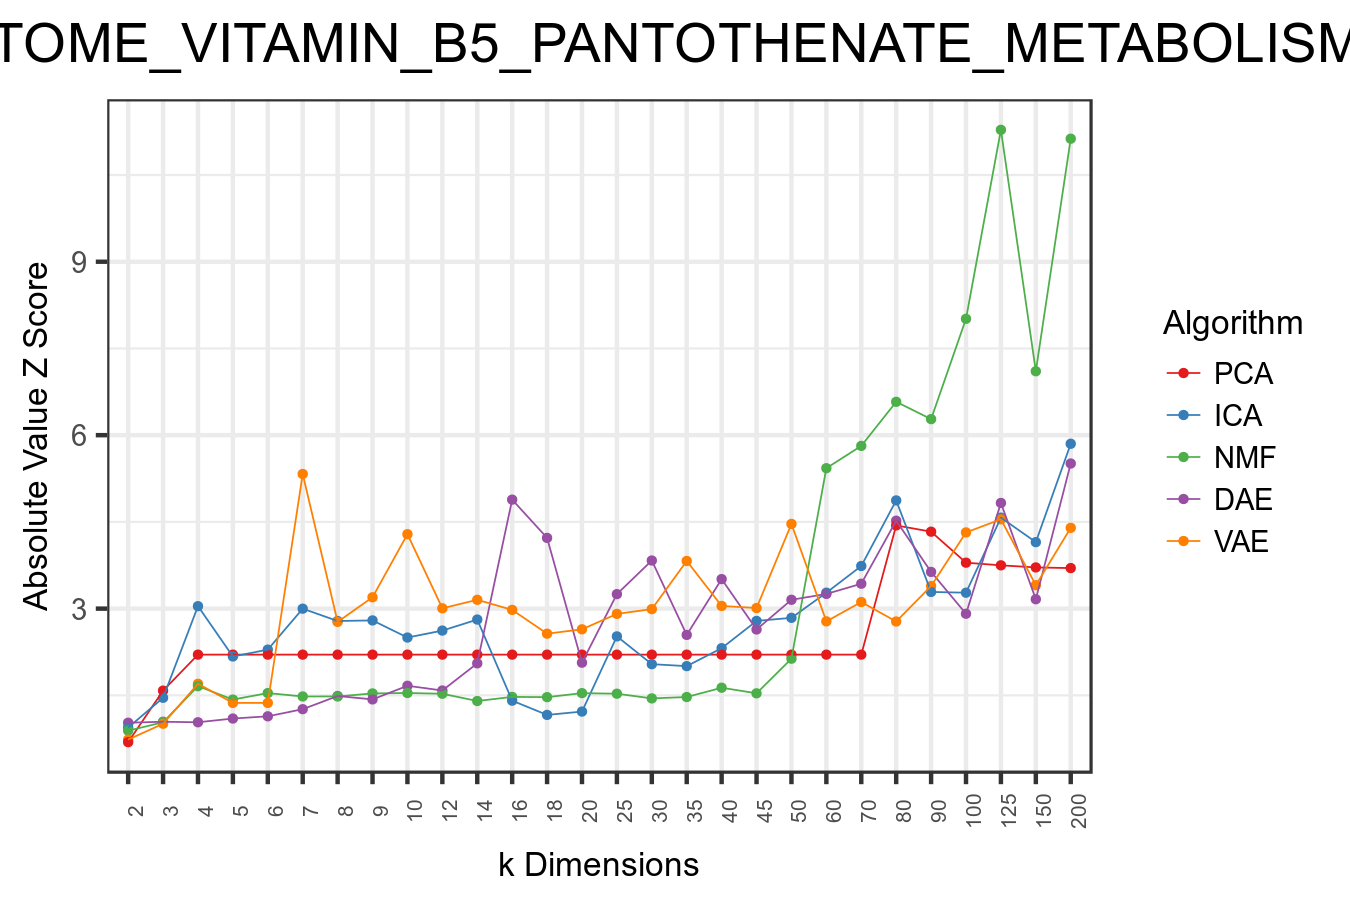 TOME_VITAMIN_B5_PANTOTHENATE_METABOLISM
Absolute Value Z Score
9
6
3
2 3 4 5 6 7 8 9 10 12 14 16 18 20 25 30 35 40 45 50 60 70 80 90 100 125 150 200
k Dimensions
Algorithm
PCA
ICA
NMF
DAE
VAE